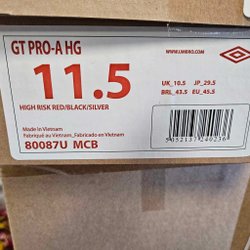 GT PRO-A HG
WWW.UMBRO.COM
11.5
UK_10.5 JP_29.5
BRL_43.5 EU_45.5
HIGH RISK RED/BLACK/SILVER
Made in Vietnam
Fabriqué au Vietnam_Fabricado en Vietnam
80087U MCB
5052137240236